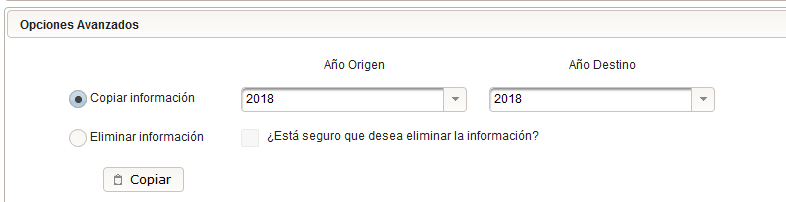 Opciones Avanzados
Año Origen Año Destino
Copiar información 2018 2018
Eliminar información ¿Está seguro que desea eliminar la información?
Copiar